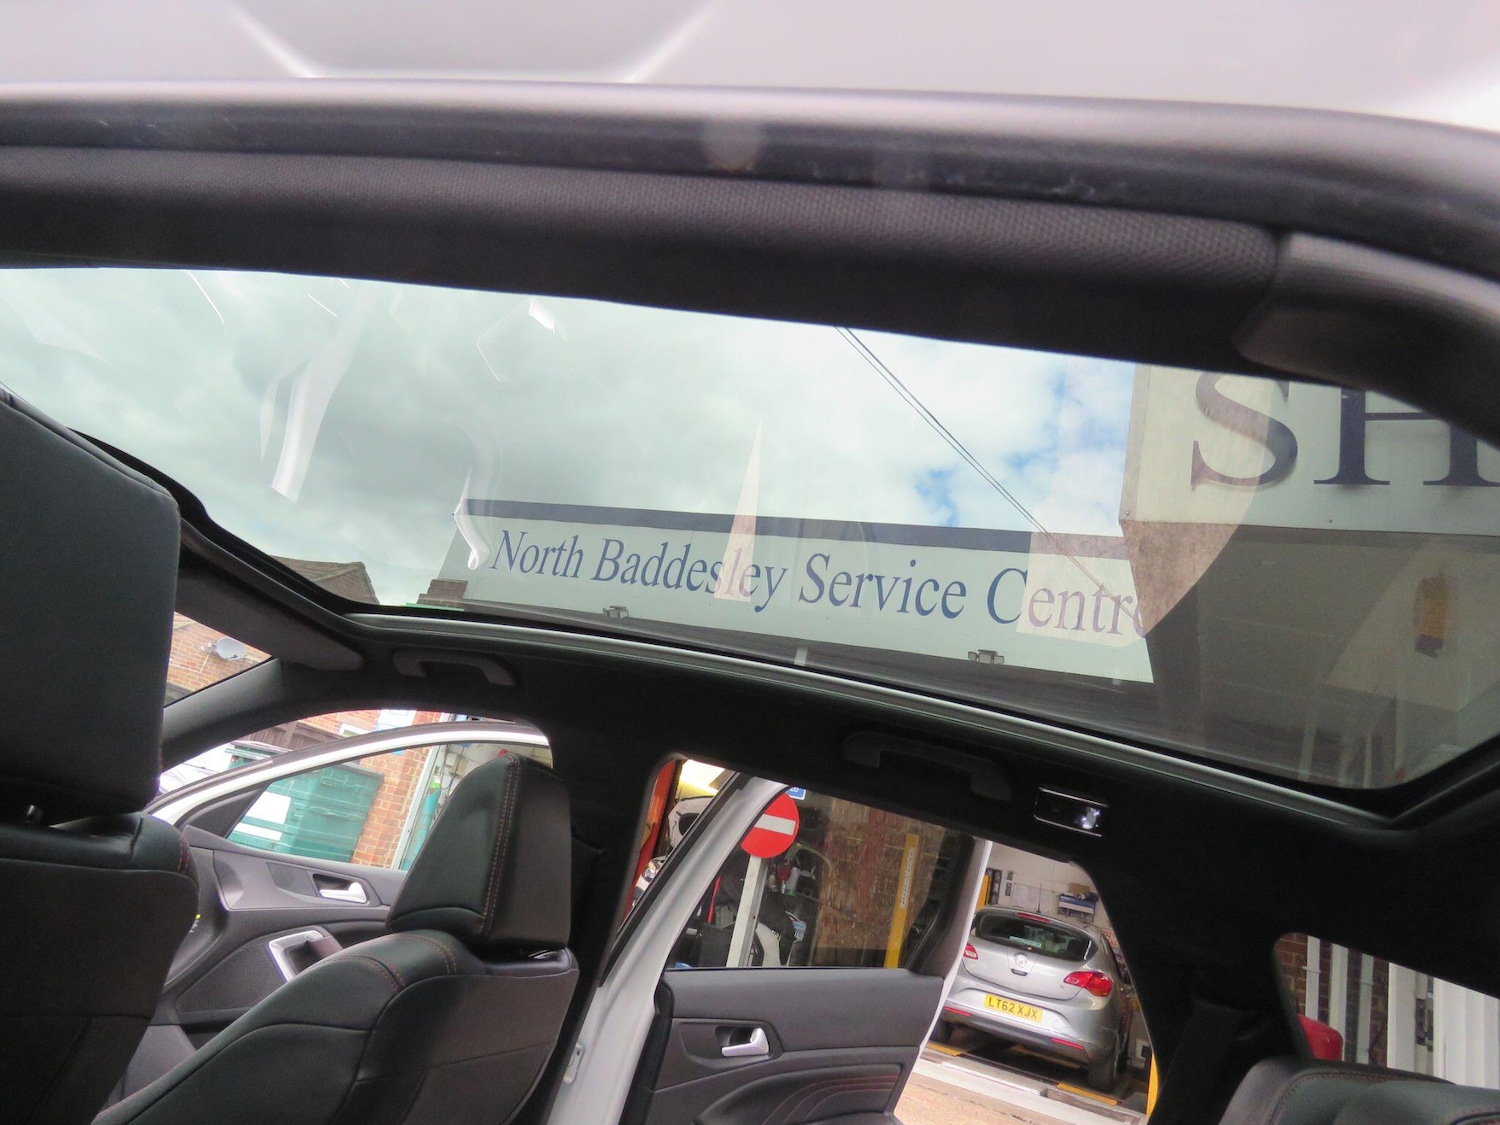 SH
North Baddesley Service Centre
LT62 XJX